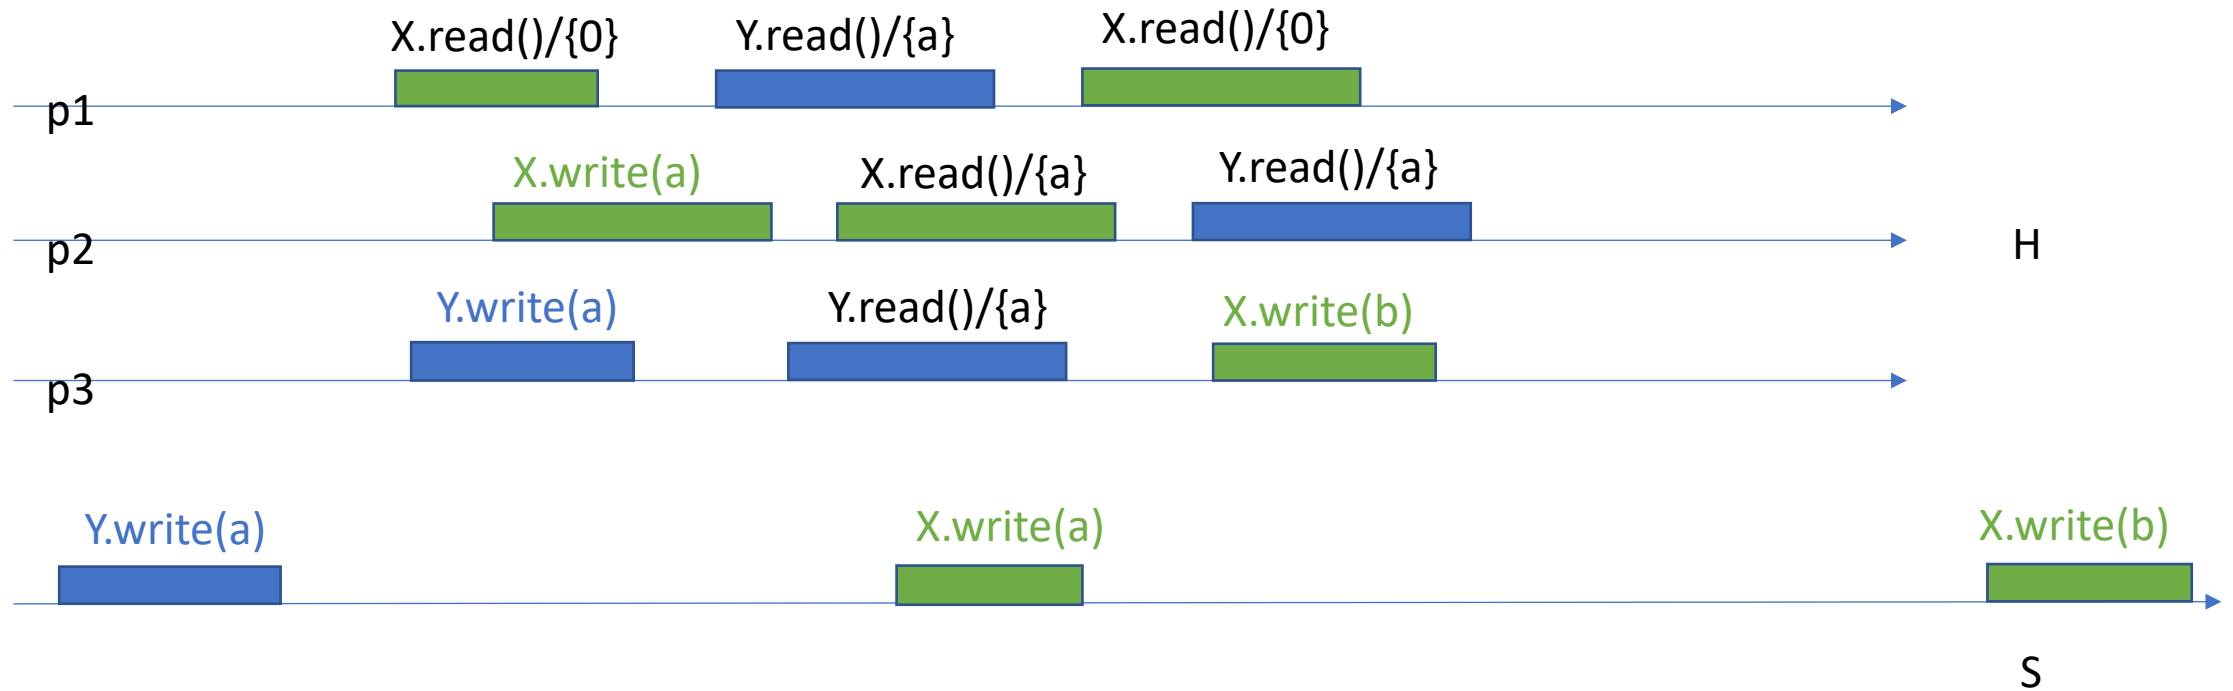 X.read()/{0} Y.read()/{a} X.read()/{0}
p1
X.write(a) X.read()/{a} Y.read()/{a}
p2 H
Y.write(a) Y.read()/{a} X.write(b)
p3
Y.write(a) X.write(a) X.write(b)
S